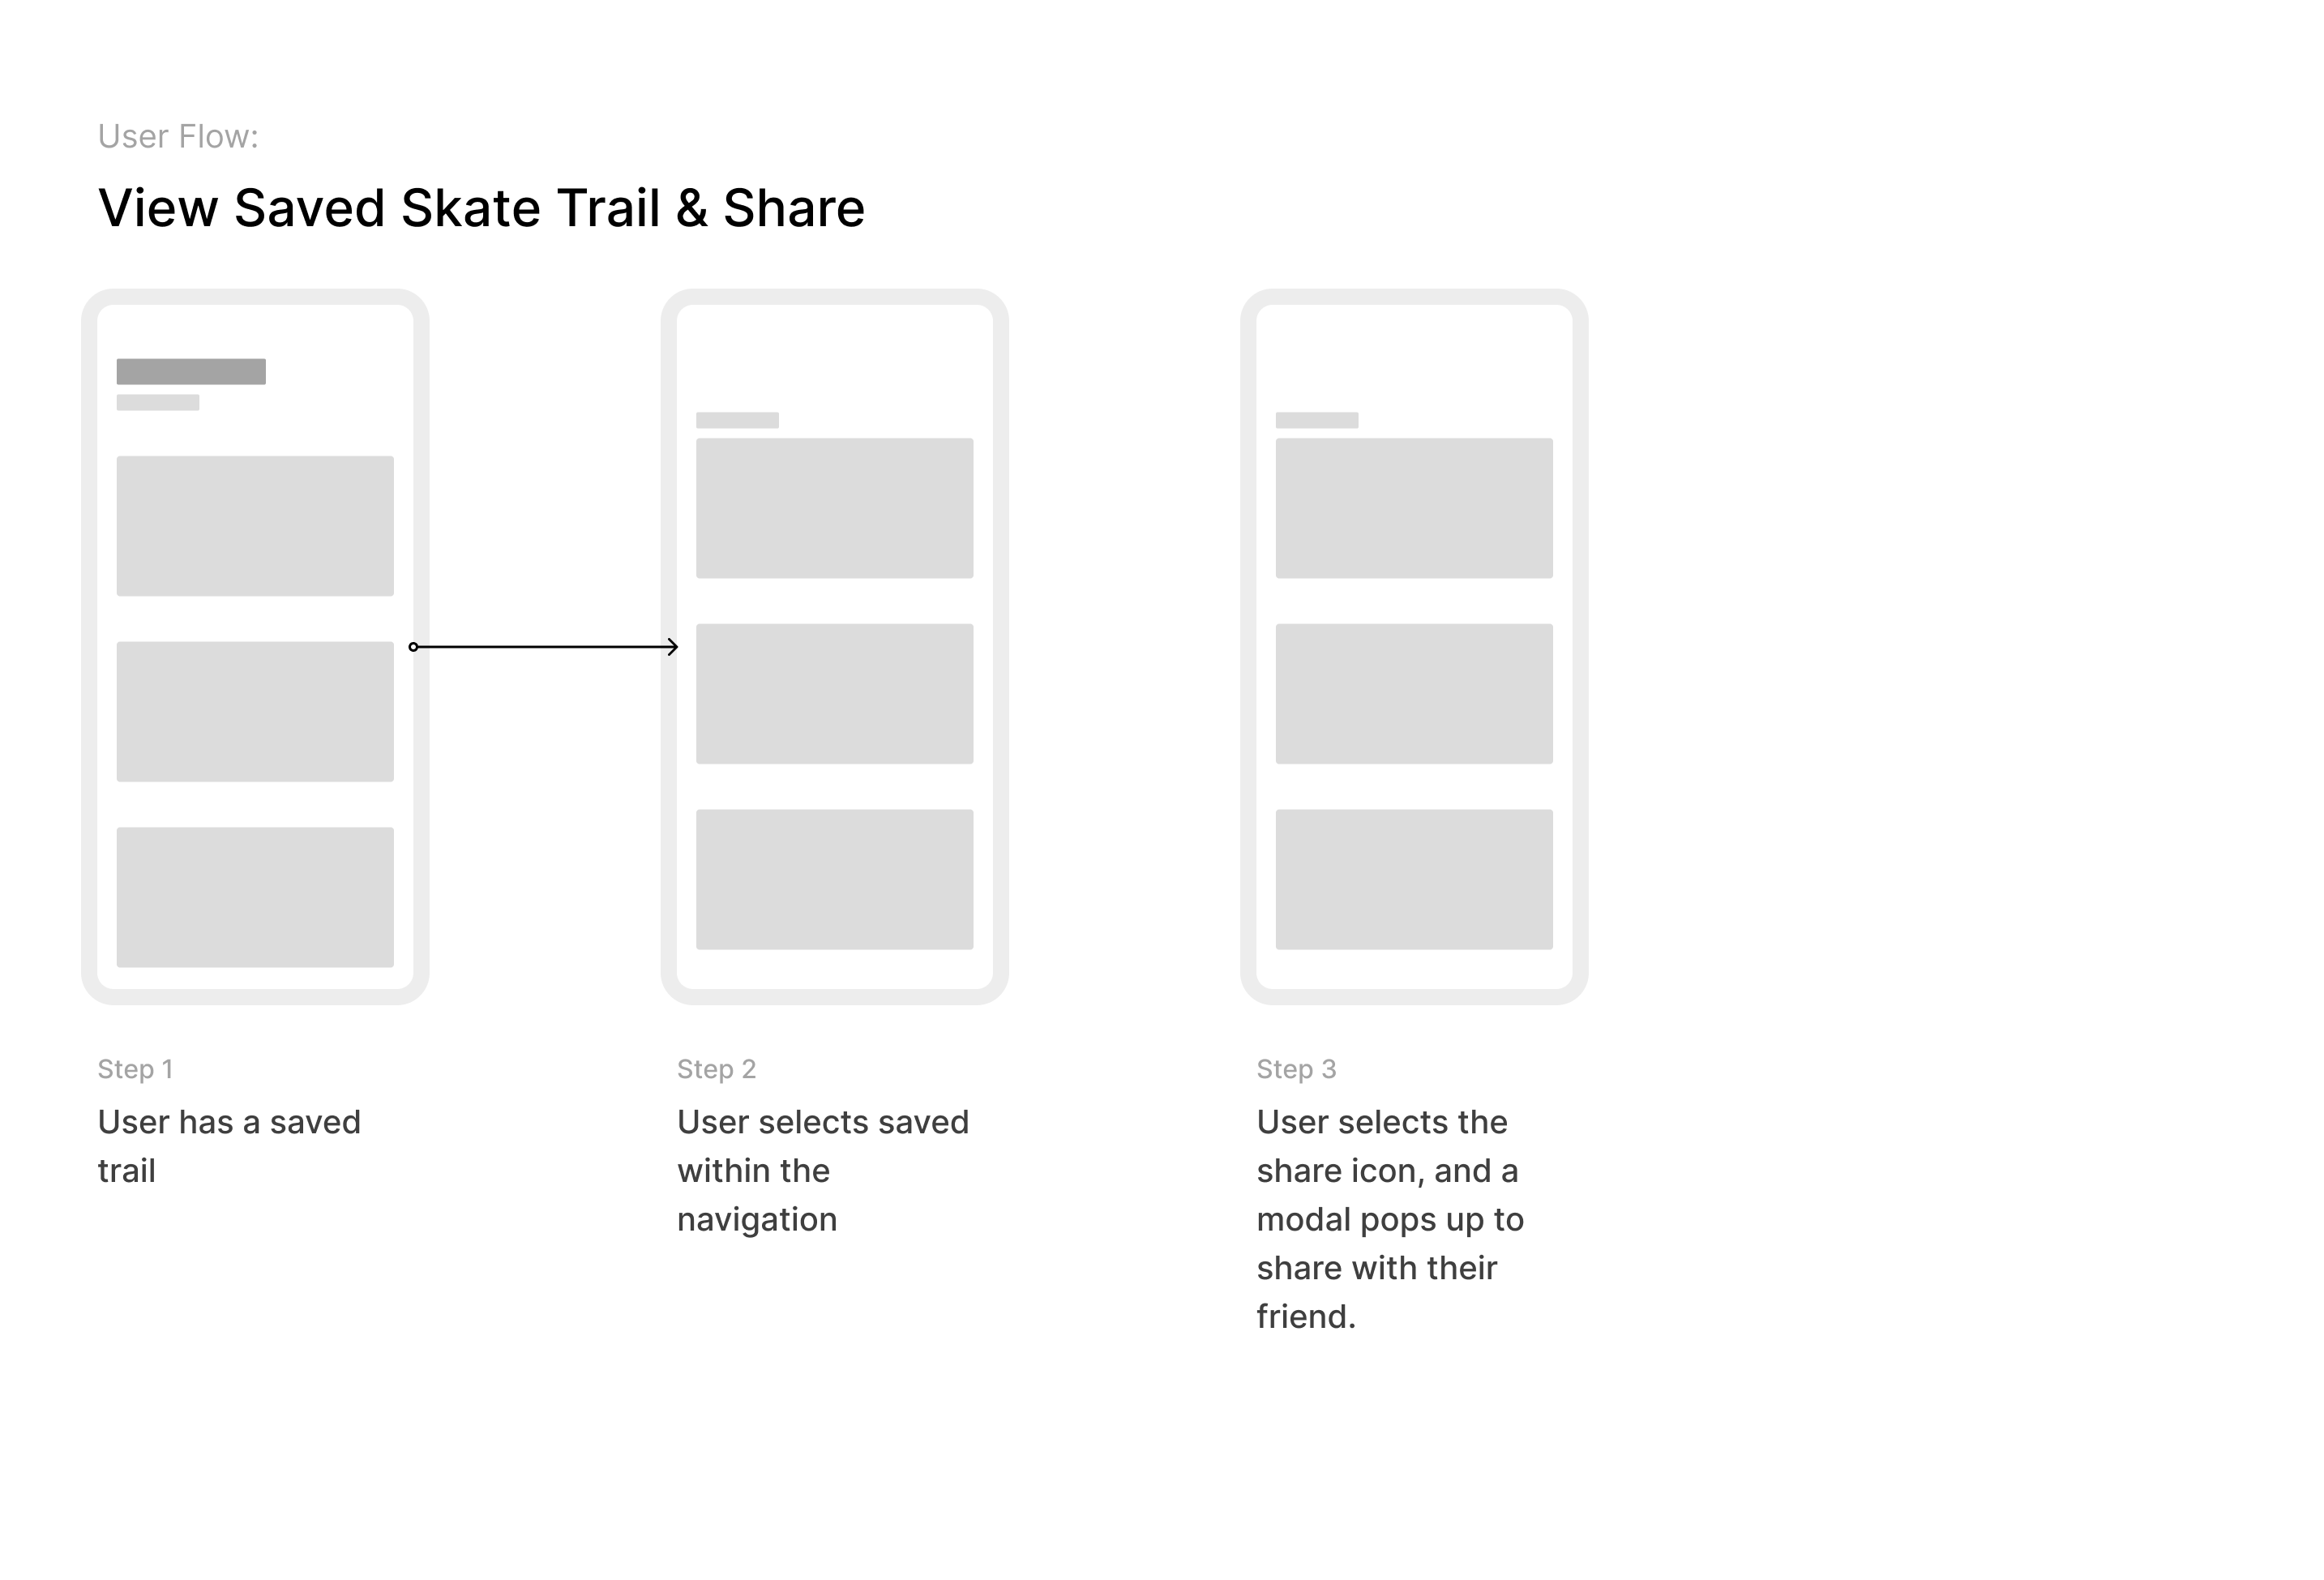 User Flow:
View Saved Skate Trail & Share
Step 1
User has a saved
trail
Step 2
User selects saved
within the
navigation
Step 3
User selects the
share icon, and a
modal pops up to
share with their
friend.